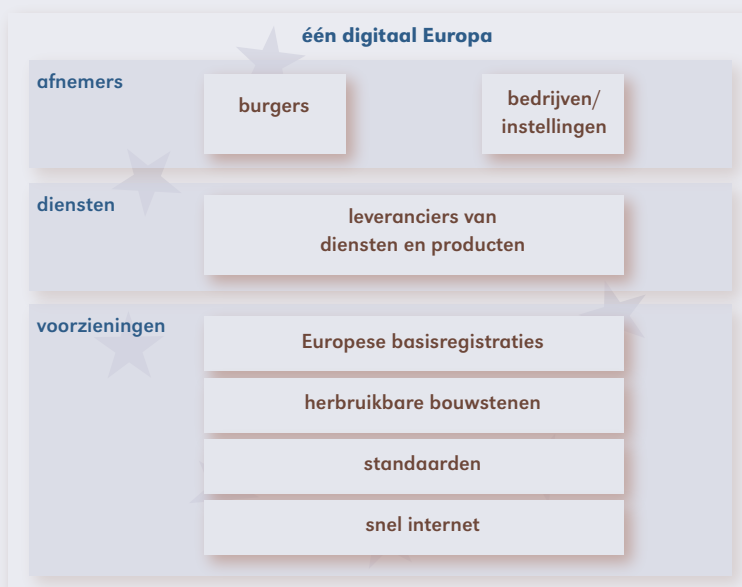 één digitaal Europa
afnemers
burgers
bedrijven/
instellingen
diensten
leveranciers van
diensten en producten
voorzieningen
Europese basisregistraties
herbruikbare bouwstenen
standaarden
snel internet